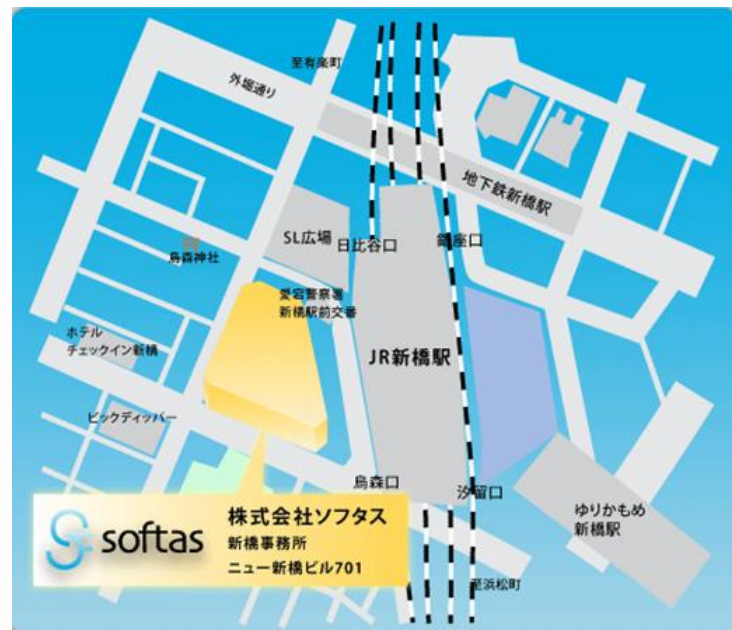 至有楽町
外堀通り
地下鉄新橋駅
SL広場
日比谷口
銀座口
烏森神社
愛宕警察署
新橋駅前交番
ホテル
チェックイン新橋
JR新橋駅
ビックディッパー
烏森口
汐留口
ゆりかもめ
新橋駅
softas
株式会社ソフタス
新橋事務所
ニュー新橋ビル701
至浜松町